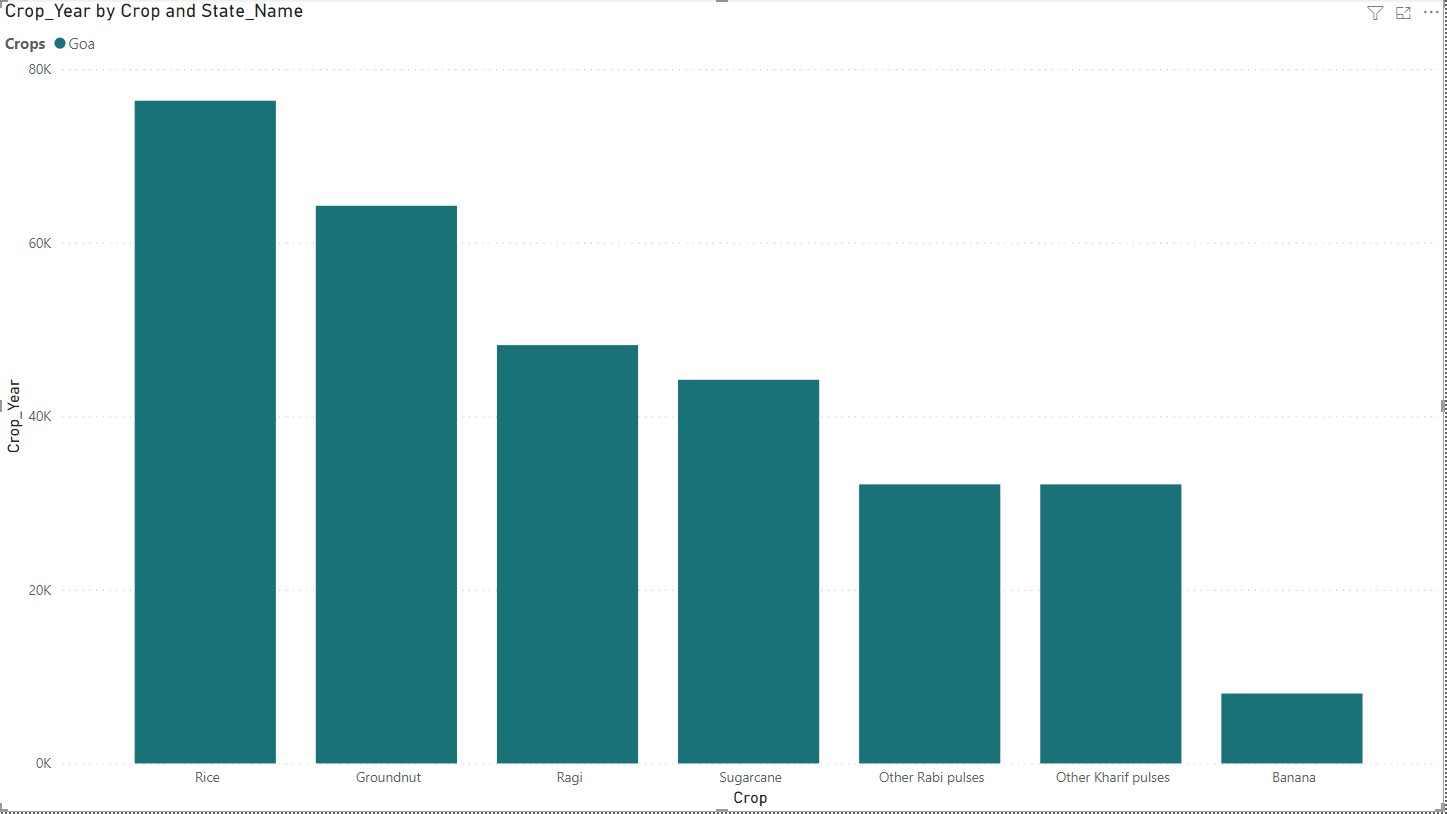 Crop_Year by Crop and State_Name
Crops Goa
80K
60K
40K
20K
0K
Crop_Year
Rice Groundnut Ragi Sugarcane Other Rabi pulses Other Kharif pulses Banana
Crop